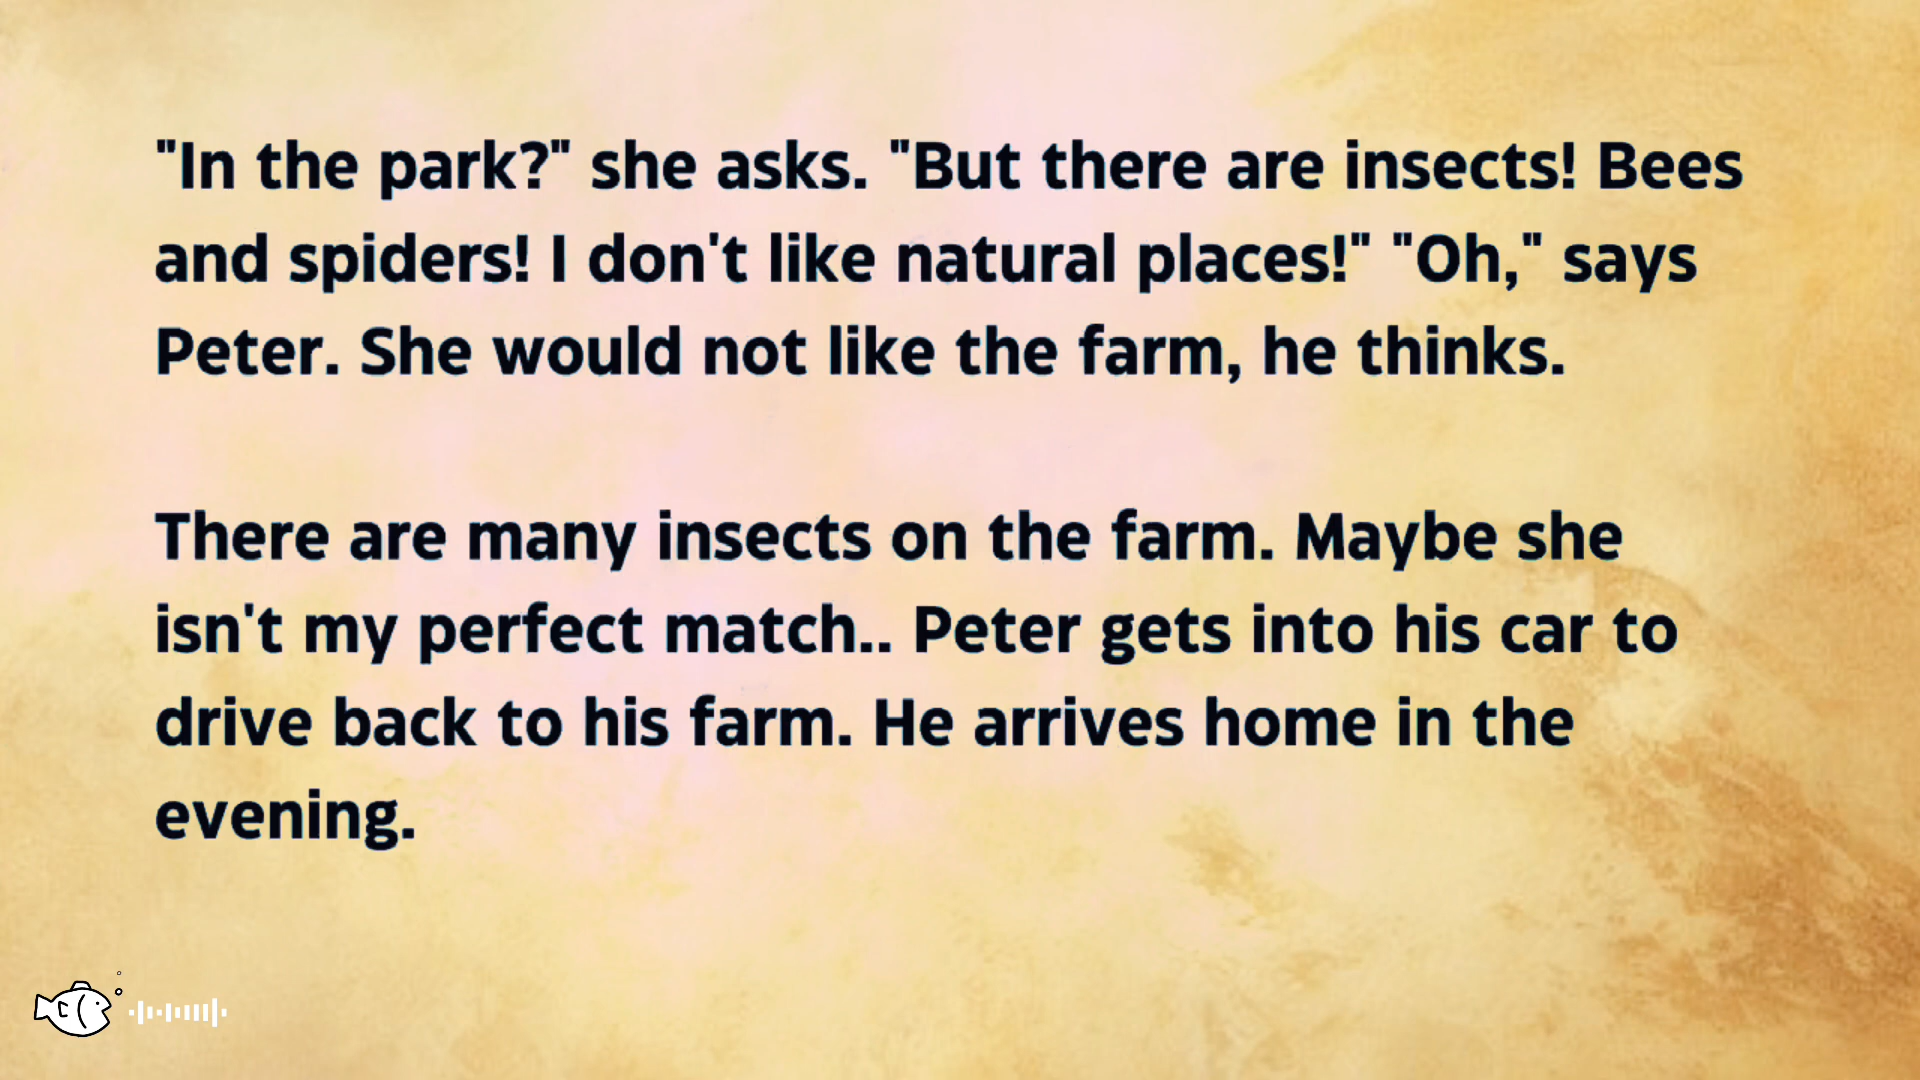 "In the park?" she asks. "But there are insects! Bees
and spiders! I don't like natural places!" "Oh," says
Peter. She would not like the farm, he thinks.
There are many insects on the farm. Maybe she
isn't my perfect match.. Peter gets into his car to
drive back to his farm. He arrives home in the
evening.